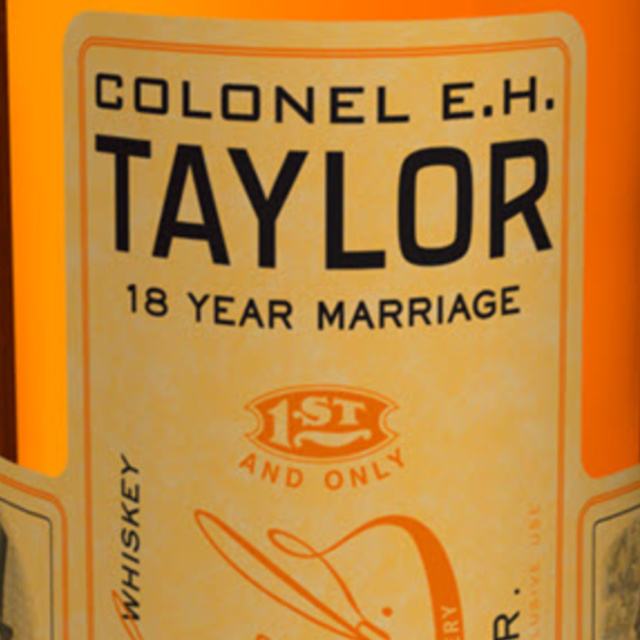 COLONEL E.H.
TAYLOR
18 YEAR MARRIAGE
1ST
AND ONLY
WHISKEY